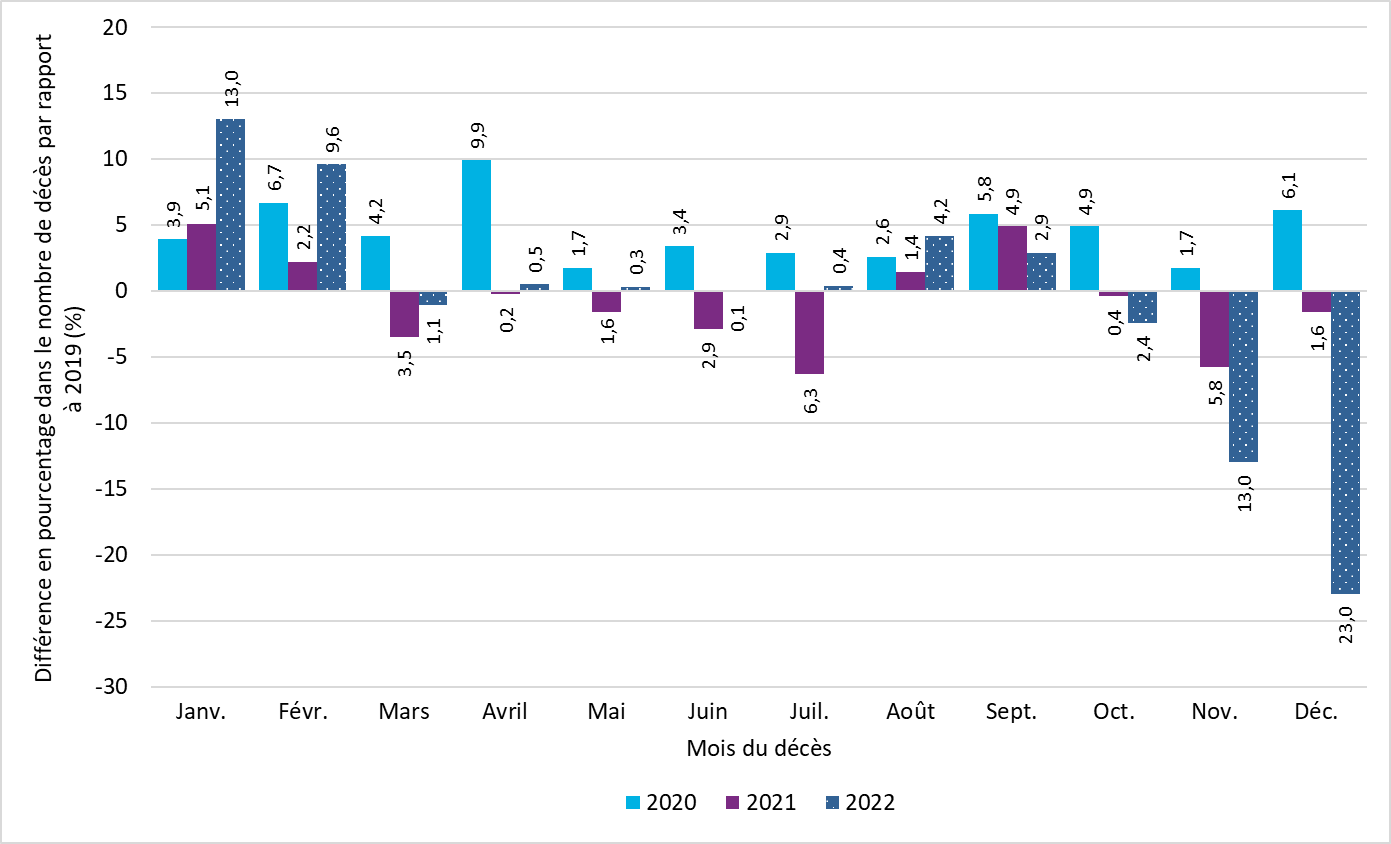 Différence en pourcentage dans le nombre de décès par rapport
à 2019 (%)
20
15
10
5
0
-5
-10
-15
-20
-25
-30
3,9 5,1 13,0
6,7 2,2 9,6
4,2 3,5 1,1
9,9 0,2 0,5
1,7 1,6 0,3
3,4 2,9 0,1
2,9 6,3 0,4
2,6 1,4 4,2
5,8 4,9 2,9
4,9 0,4 2,4
1,7 5,8 13,0
6,1 1,6 23,0
Janv. Févr. Mars Avril Mai Juin Juil. Août Sept. Oct. Nov. Déc.
Mois du décès
2020 2021 2022